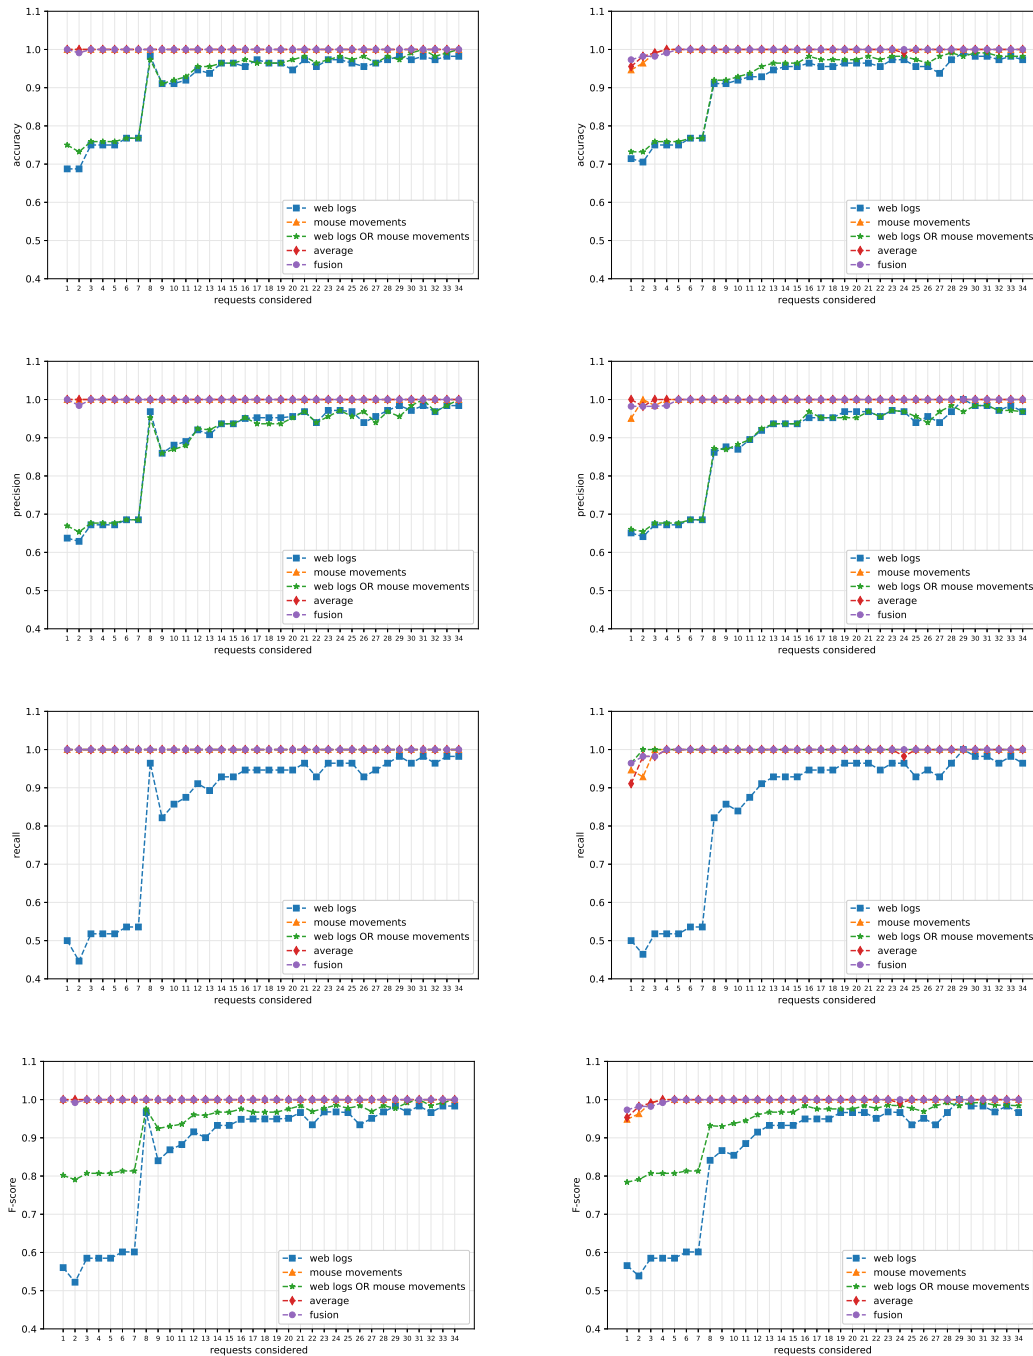 1.1
1.0
0.9
0.8
0.7
0.6
0.5
0.4
accuracy
web logs
mouse movements
web logs OR mouse movements
average
fusion
1 2 3 4 5 6 7 8 9 10 11 12 13 14 15 16 17 18 19 20 21 22 23 24 25 26 27 28 29 30 31 32 33 34
requests considered
1.1
1.0
0.9
0.8
0.7
0.6
0.5
0.4
accuracy
web logs
mouse movements
web logs OR mouse movements
average
fusion
1 2 3 4 5 6 7 8 9 10 11 12 13 14 15 16 17 18 19 20 21 22 23 24 25 26 27 28 29 30 31 32 33 34
requests considered
1.1
1.0
0.9
0.8
0.7
0.6
0.5
0.4
precision
web logs
mouse movements
web logs OR mouse movements
average
fusion
1 2 3 4 5 6 7 8 9 10 11 12 13 14 15 16 17 18 19 20 21 22 23 24 25 26 27 28 29 30 31 32 33 34
requests considered
1.1
1.0
0.9
0.8
0.7
0.6
0.5
0.4
precision
web logs
mouse movements
web logs OR mouse movements
average
fusion
1 2 3 4 5 6 7 8 9 10 11 12 13 14 15 16 17 18 19 20 21 22 23 24 25 26 27 28 29 30 31 32 33 34
requests considered
1.1
1.0
0.9
0.8
0.7
0.6
0.5
0.4
recall
web logs
mouse movements
web logs OR mouse movements
average
fusion
1 2 3 4 5 6 7 8 9 10 11 12 13 14 15 16 17 18 19 20 21 22 23 24 25 26 27 28 29 30 31 32 33 34
requests considered
1.1
1.0
0.9
0.8
0.7
0.6
0.5
0.4
recall
web logs
mouse movements
web logs OR mouse movements
average
fusion
1 2 3 4 5 6 7 8 9 10 11 12 13 14 15 16 17 18 19 20 21 22 23 24 25 26 27 28 29 30 31 32 33 34
requests considered
1.1
1.0
0.9
0.8
0.7
0.6
0.5
0.4
F-score
web logs
mouse movements
web logs OR mouse movements
average
fusion
1 2 3 4 5 6 7 8 9 10 11 12 13 14 15 16 17 18 19 20 21 22 23 24 25 26 27 28 29 30 31 32 33 34
requests considered
1.1
1.0
0.9
0.8
0.7
0.6
0.5
0.4
F-score
web logs
mouse movements
web logs OR mouse movements
average
fusion
1 2 3 4 5 6 7 8 9 10 11 12 13 14 15 16 17 18 19 20 21 22 23 24 25 26 27 28 29 30 31 32 33 34
requests considered